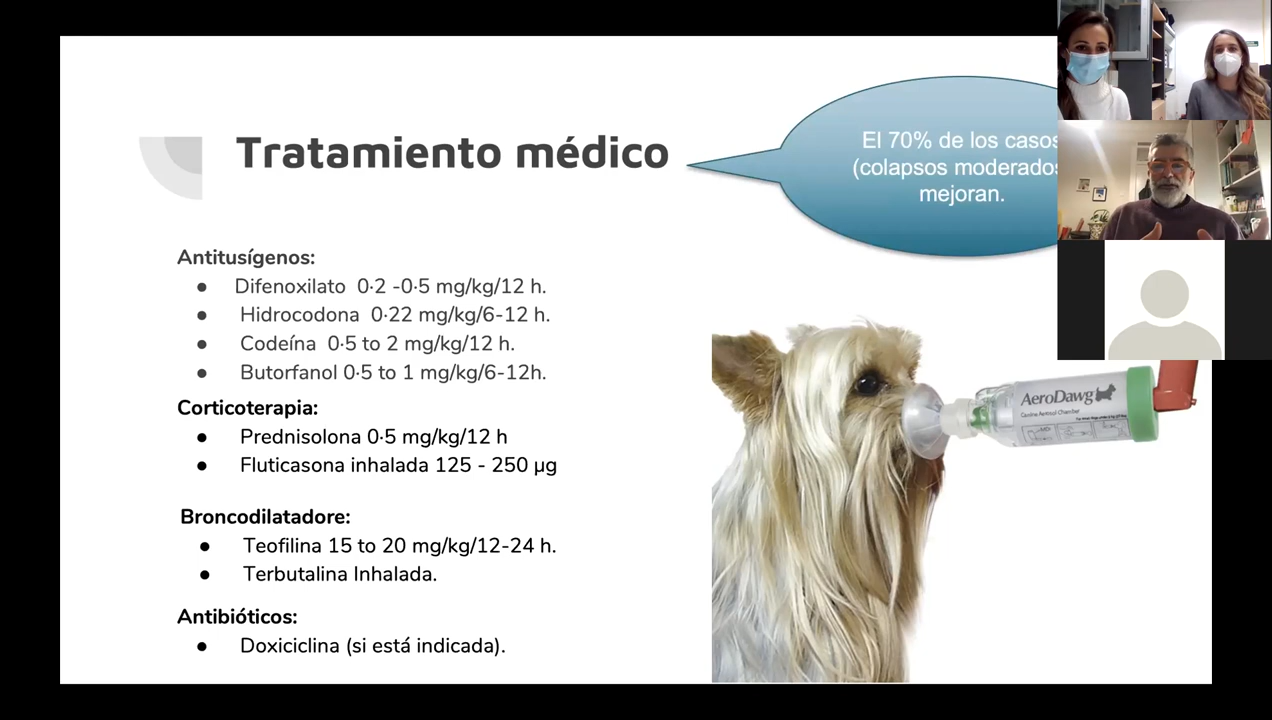 Tratamiento médico
El 70% de los casos
(colapsos moderados
mejoran.
Antitusígenos:
● Difenoxilato 0·2 -0·5 mg/kg/12 h.
● Hidrocodona 0·22 mg/kg/6-12 h.
● Codeína 0·5 to 2 mg/kg/12 h.
● Butorfanol 0·5 to 1 mg/kg/6-12h.
Corticoterapia:
● Prednisolona 0·5 mg/kg/12 h
● Fluticasona inhalada 125 - 250 µg
Broncodilatadore:
● Teofilina 15 to 20 mg/kg/12-24 h.
● Terbutalina Inhalada.
Antibióticos:
● Doxiciclina (si está indicada).
AeroDawg
Canine Aerosol Chamber